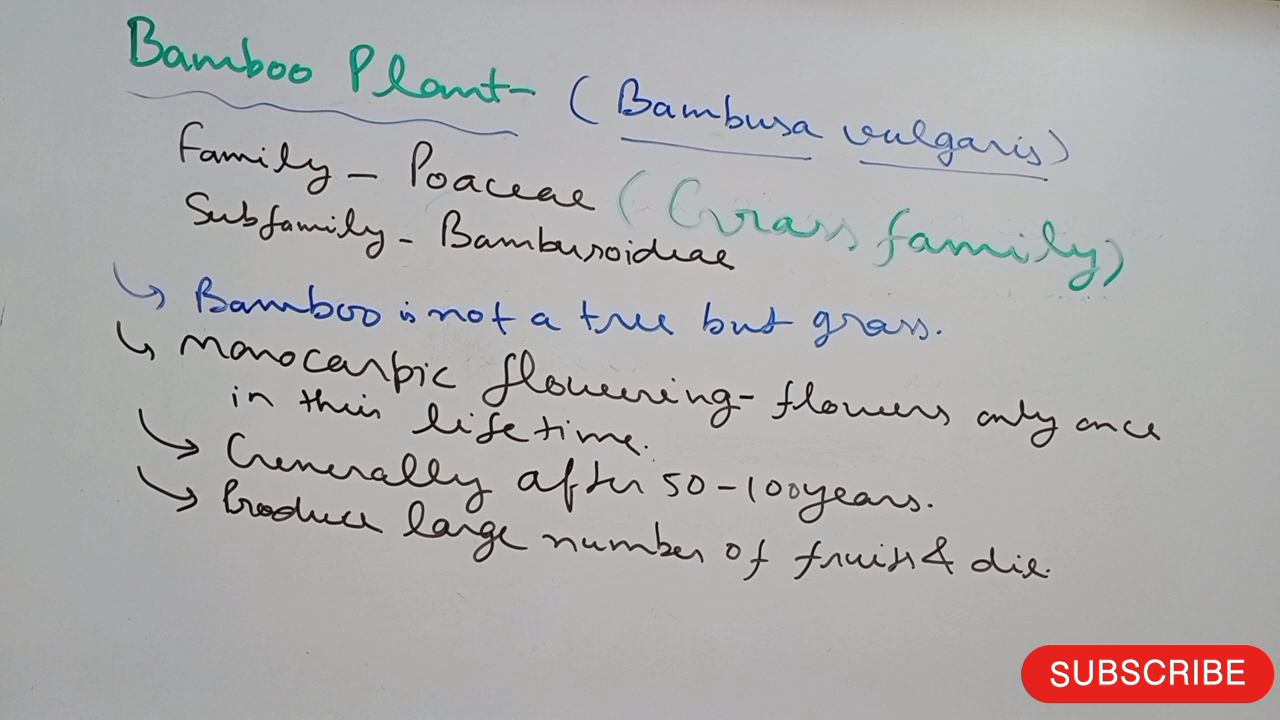 Bamboo Plant- (Bambusa vulgaris)
Family - Poaceae (Grass family)
Subfamily - Bambusoideae
↳ Bamboo is not a tree but grass.
↳ Monocarpic flowering - flowers only once
in their lifetime.
↳ Generally after 50-100 years.
↳ Produce large number of fruits & die.
SUBSCRIBE